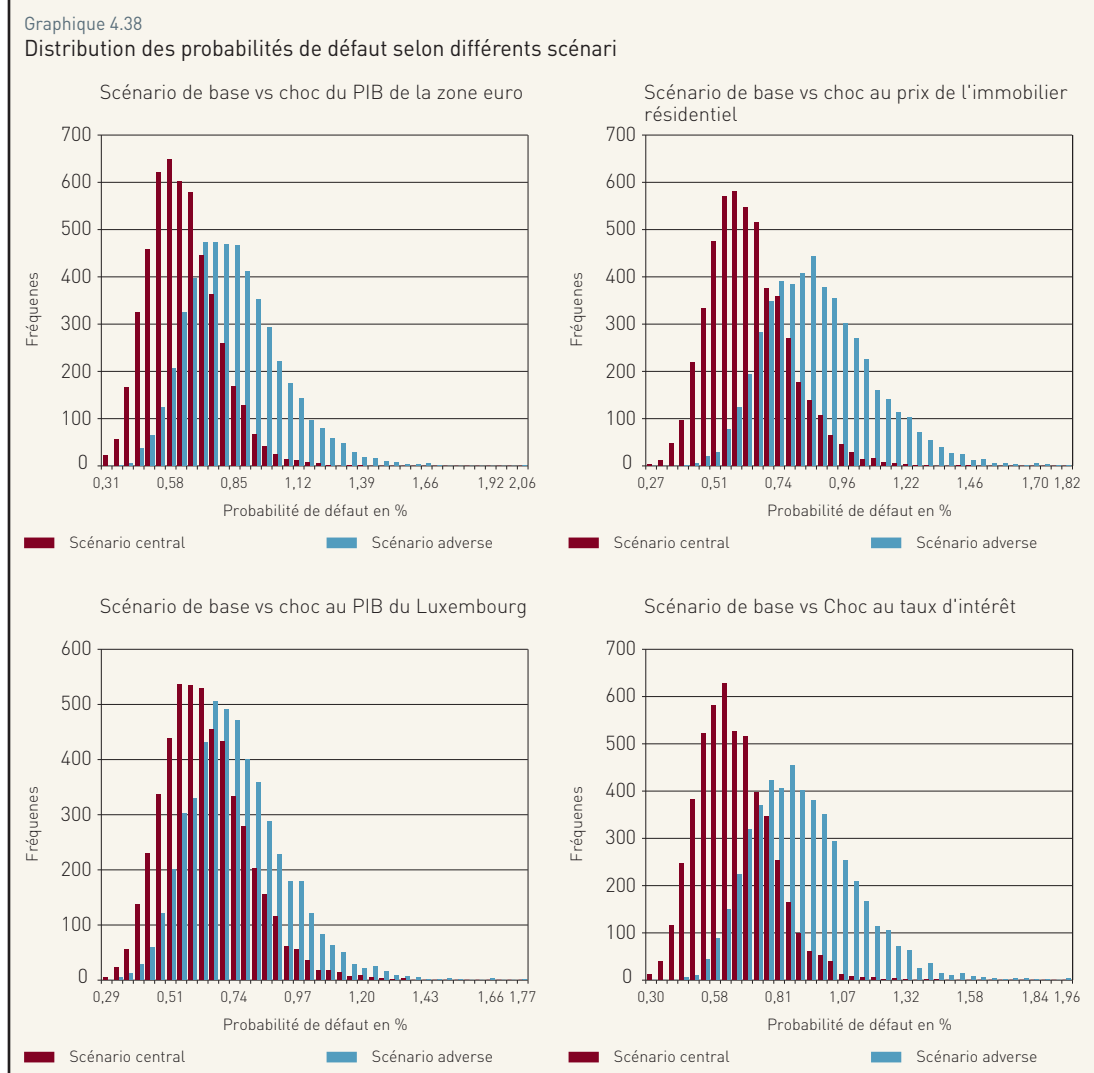 Graphique 4.38
Distribution des probabilités de défaut selon différents scénari
Scénario de base vs choc du PIB de la zone euro
700
600
500
400
300
200
100
0
Fréquenes
0,31 0,58 0,85 1,12 1,39 1,66 1,92 2,06
Probabilité de défaut en %
Scénario central Scénario adverse
Scénario de base vs choc au prix de l'immobilier
résidentiel
700
600
500
400
300
200
100
0
Fréquenes
0,27 0,51 0,74 0,96 1,22 1,46 1,70 1,82
Probabilité de défaut en %
Scénario central Scénario adverse
Scénario de base vs choc au PIB du Luxembourg
600
500
400
300
200
100
0
Fréquenes
0,29 0,51 0,74 0,97 1,20 1,43 1,66 1,77
Probabilité de défaut en %
Scénario central Scénario adverse
Scénario de base vs Choc au taux d'intérêt
700
600
500
400
300
200
100
0
Fréquenes
0,30 0,58 0,81 1,07 1,32 1,58 1,84 1,96
Probabilité de défaut en %
Scénario central Scénario adverse